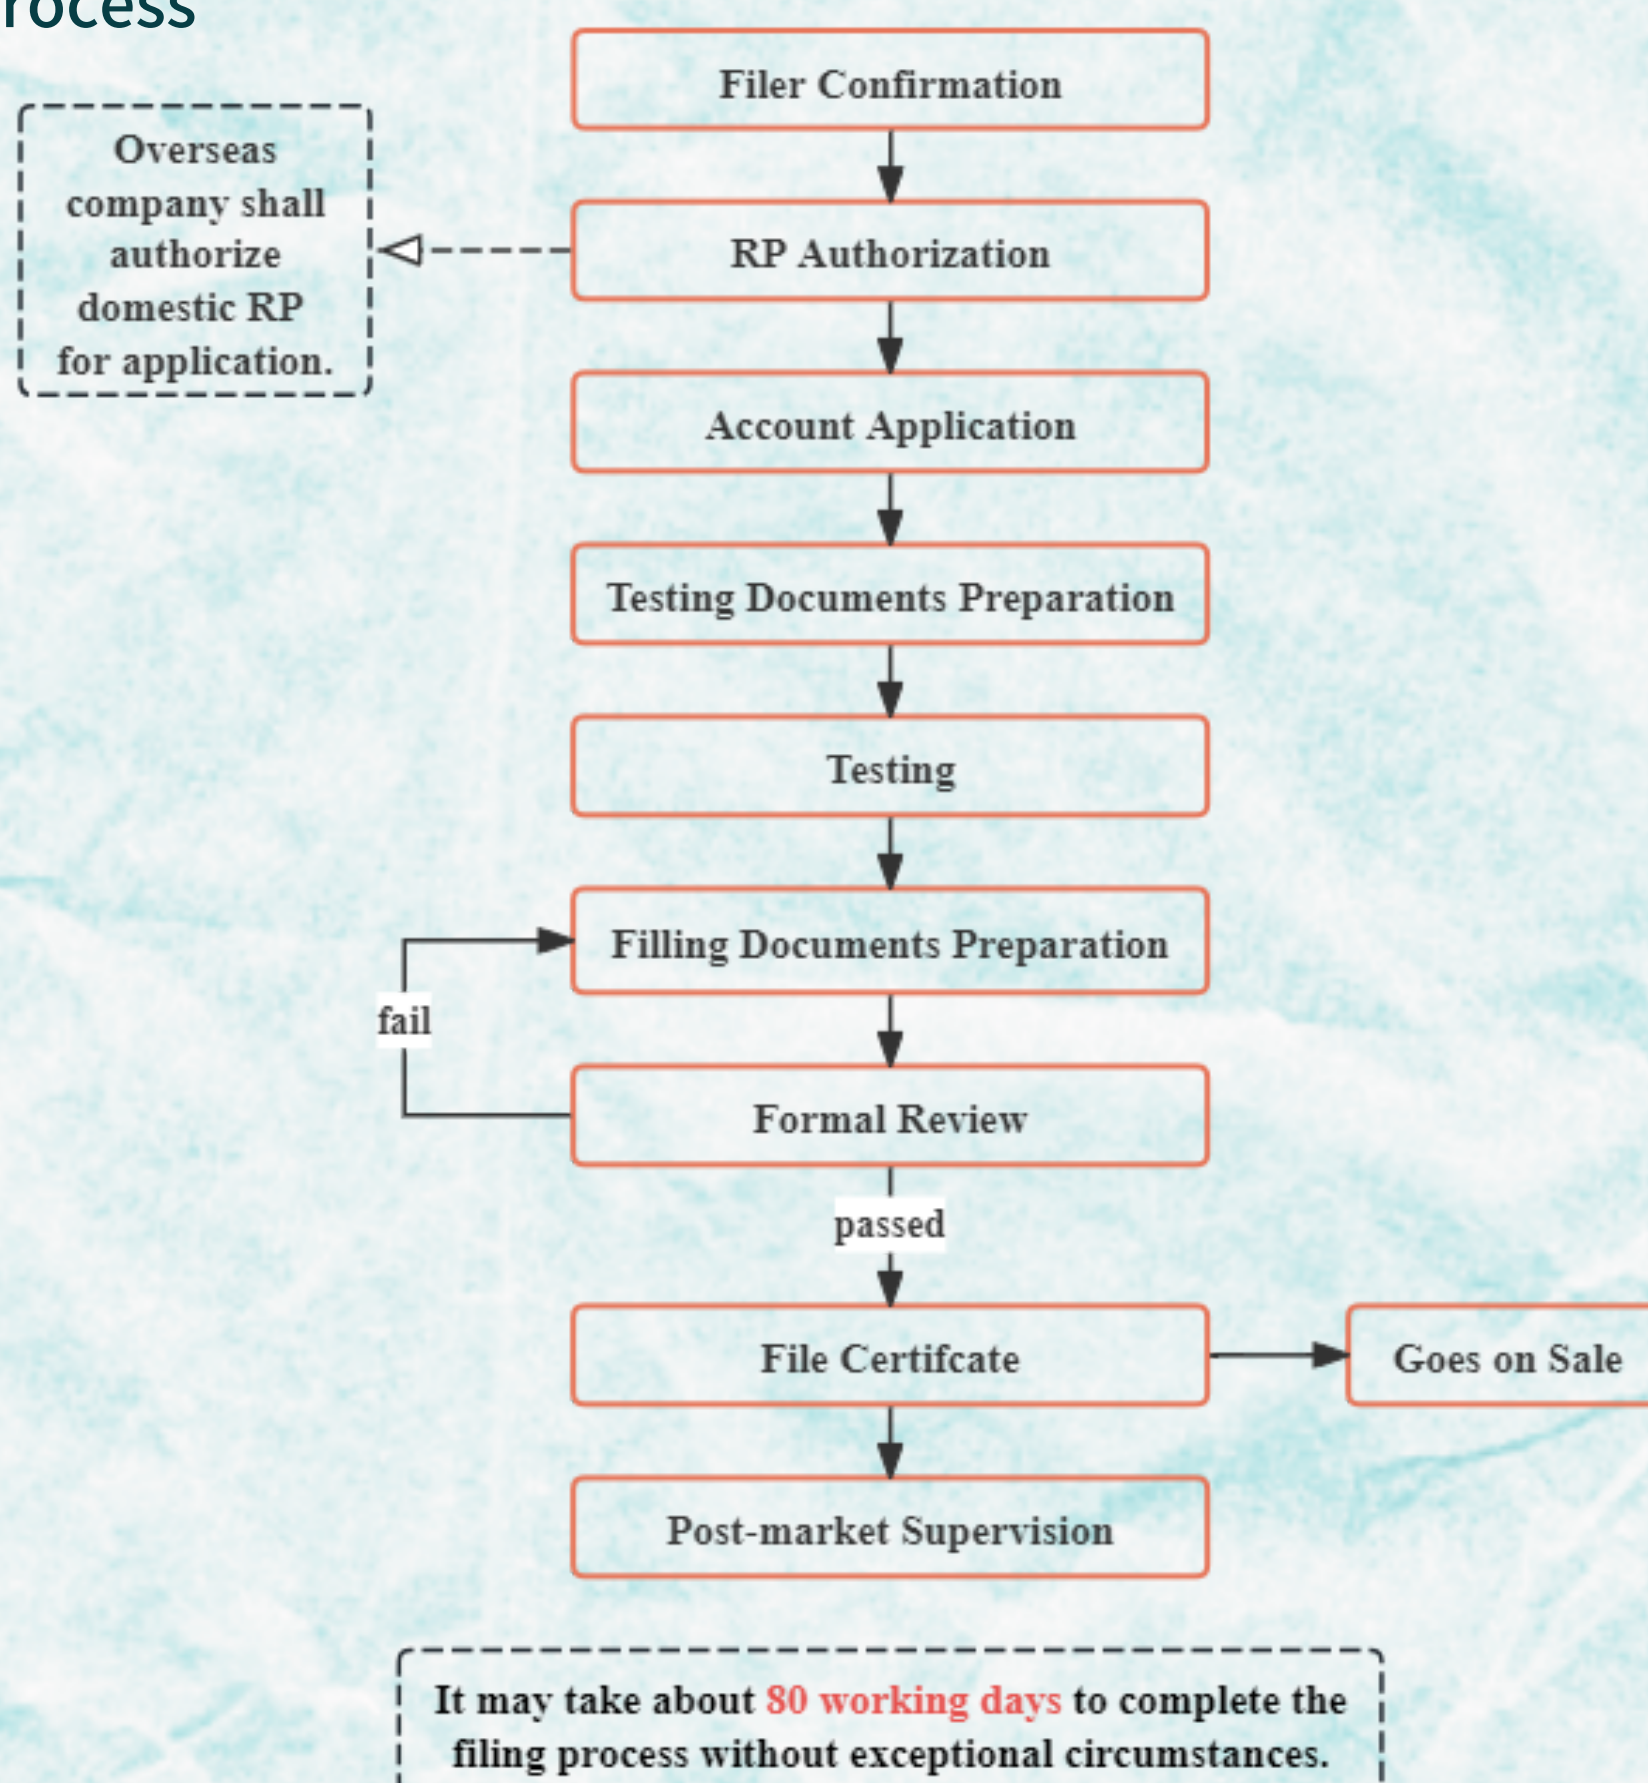 rocess
Filer Confirmation
Overseas
company shall
authorize
domestic RP
for application.
RP Authorization
Account Application
Testing Documents Preparation
Testing
Filling Documents Preparation
fail
Formal Review
passed
File Certifcate
Goes on Sale
Post-market Supervision
It may take about 80 working days to complete the
filing process without exceptional circumstances.